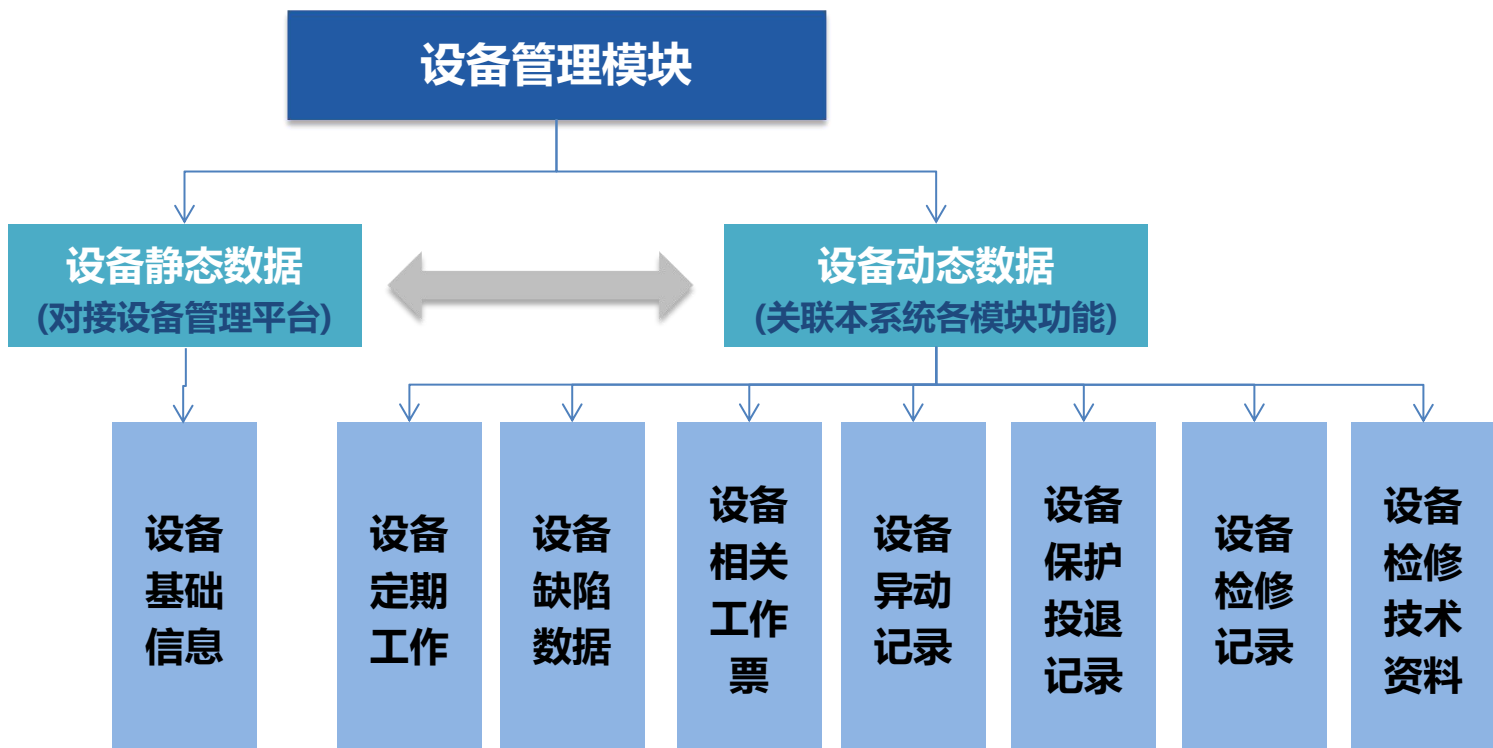 设备管理模块
设备静态数据
(对接设备管理平台)
设备动态数据
(关联本系统各模块功能)
设备
基础
信息
设备
定期
工作
设备
缺陷
数据
设备
相关
工作
票
设备
异动
记录
设备
保护
投退
记录
设备
检修
记录
设备
检修
技术
资料